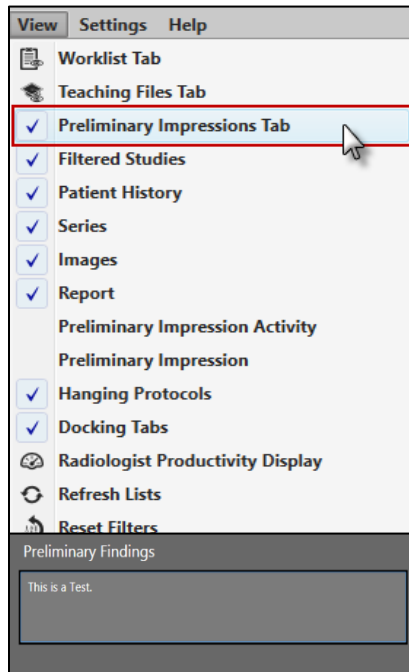 View Settings Help
Worklist Tab
Teaching Files Tab
Preliminary Impressions Tab
Filtered Studies
Patient History
Series
Images
Report
Preliminary Impression Activity
Preliminary Impression
Hanging Protocols
Docking Tabs
Radiologist Productivity Display
Refresh Lists
Reset Filters
Preliminary Findings
This is a Test.